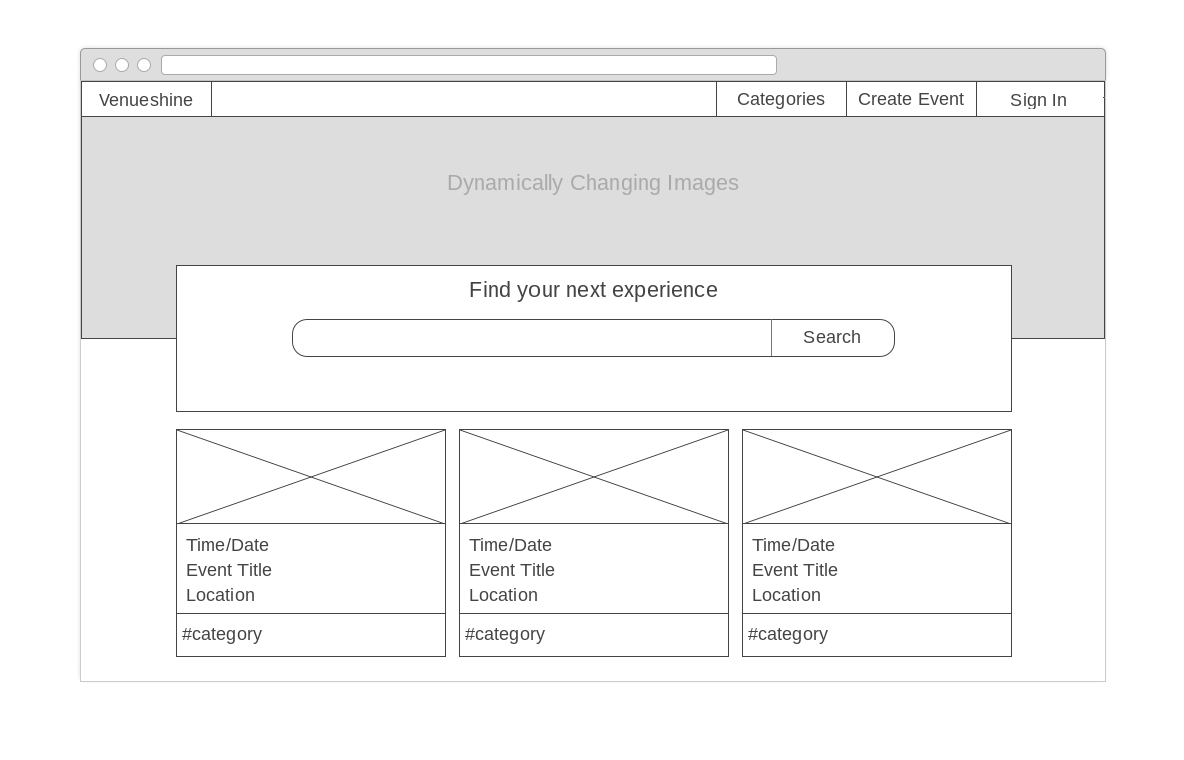 Venueshine Categories Create Event Sign In
Dynamically Changing Images
Find your next experience
Search
Time/Date
Event Title
Location
#category
Time/Date
Event Title
Location
#category
Time/Date
Event Title
Location
#category